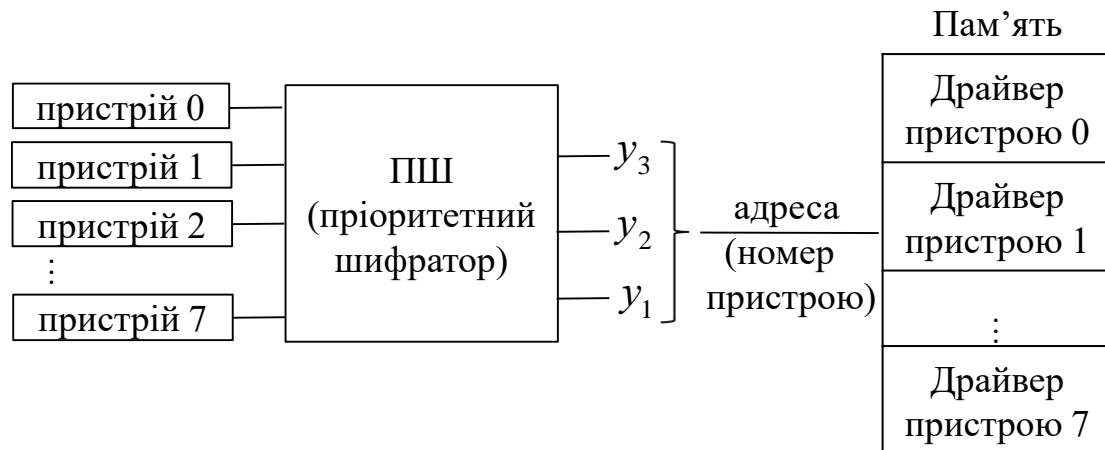 Пам’ять
пристрій 0
пристрій 1
пристрій 2
⋮
пристрій 7
ПШ
(пріоритетний
шифратор)
y₃
y₂
y₁
адреса
(номер
пристрою)
Драйвер
пристрою 0
Драйвер
пристрою 1
⋮
Драйвер
пристрою 7